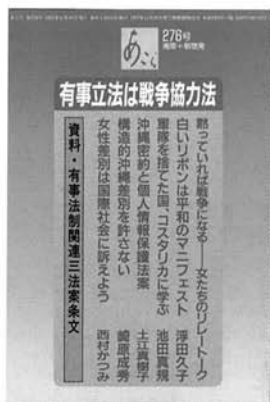 あごら
276号
有事立法は戦争協力法
黙っていれば戦争になる――女たちのリレートーク
白いリボンは平和のマニフェスト 浮田久子
軍隊を捨てた国、コスタリカに学ぶ 池田真規
沖縄密約と個人情報保護法案 土江真樹子
構造的沖縄差別を許さない 崎原成秀
女性差別は国際社会に訴えよう 西村かつみ
資料・有事法制関連三法案条文